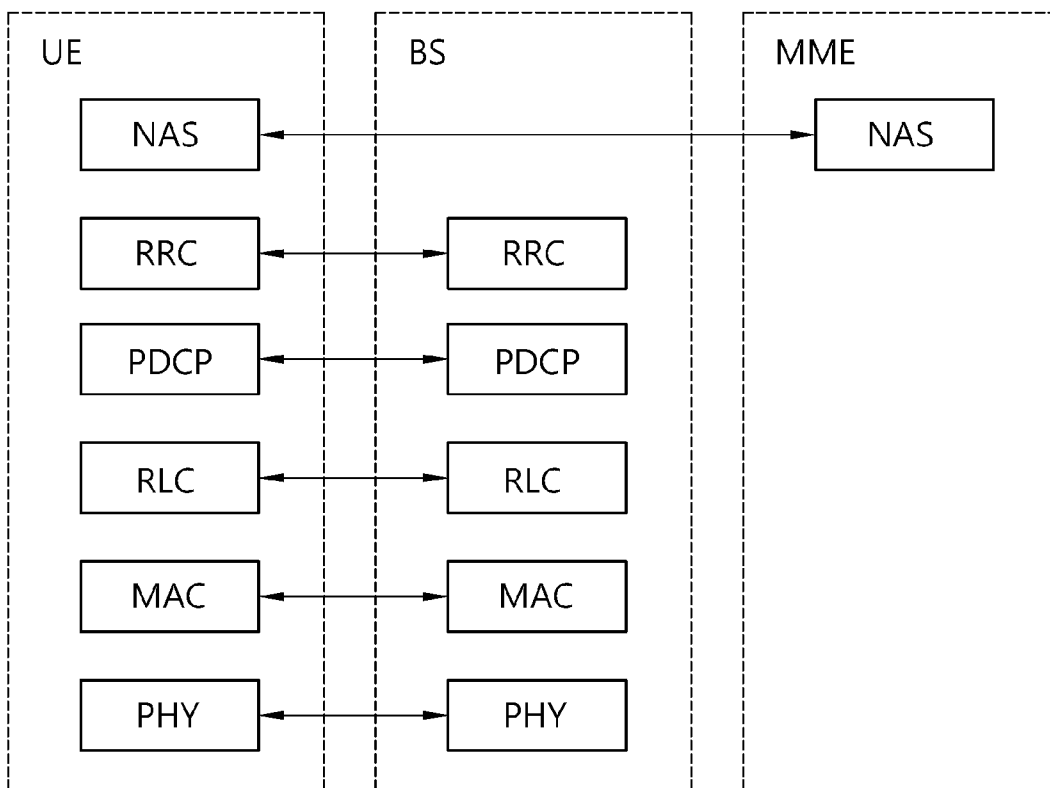 UE BS MME
NAS NAS
RRC RRC
PDCP PDCP
RLC RLC
MAC MAC
PHY PHY